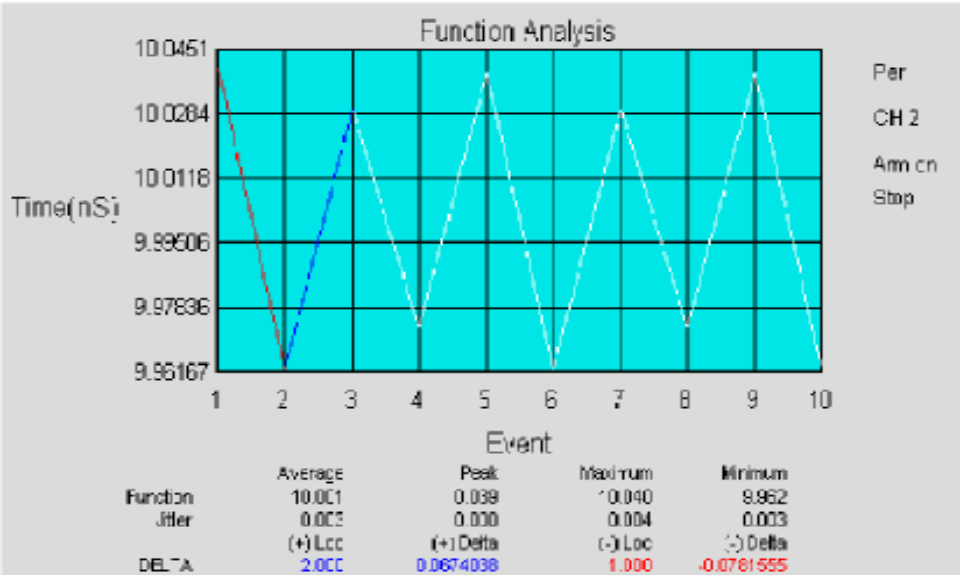 Function Analysis
10.0451
10.0284
10.0118
9.99506
9.97836
9.96167
Time(nS)
1 2 3 4 5 6 7 8 9 10
Event
Per
CH 2
Arm on
Stop
Average Peak Maximum Minimum
Function 10.001 0.039 10.040 9.962
Jitter 0.003 0.000 0.004 0.003
(+) Loc (+) Delta (-) Loc (-) Delta
DELTA 2.000 0.0674038 1.000 -0.0781555